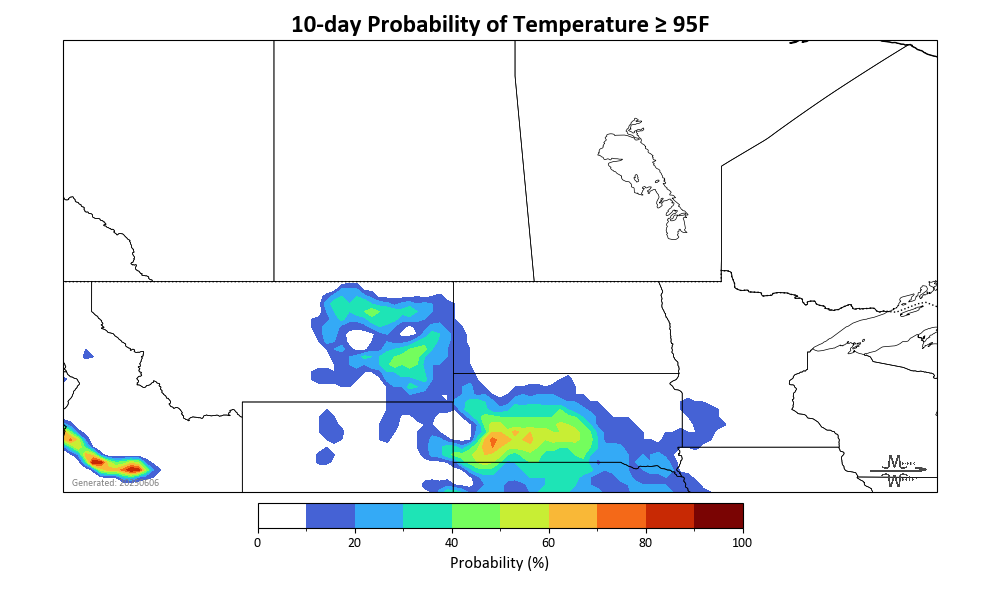 10-day Probability of Temperature ≥ 95F
Generated: 20250606
0 20 40 60 80 100
Probability (%)